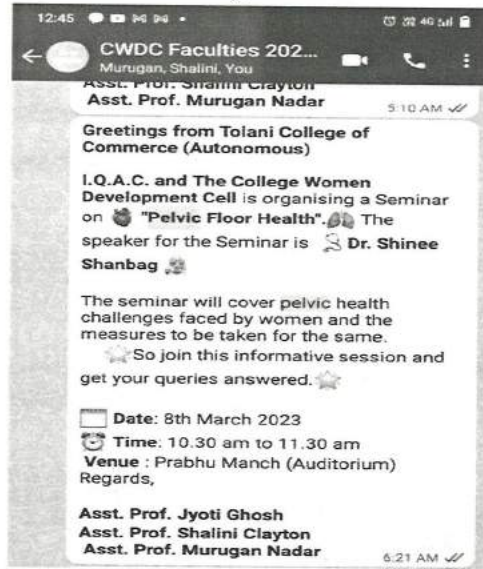 12:45
4G
CWDC Faculties 202...
Murugan, Shalini, You
Asst. Prof. Shalini Clayton
Asst. Prof. Murugan Nadar
5:10 AM
Greetings from Tolani College of
Commerce (Autonomous)
I.Q.A.C. and The College Women
Development Cell is organising a Seminar
on "Pelvic Floor Health". The
speaker for the Seminar is Dr. Shinee
Shanbag
The seminar will cover pelvic health
challenges faced by women and the
measures to be taken for the same.
So join this informative session and
get your queries answered.
Date: 8th March 2023
Time: 10.30 am to 11.30 am
Venue : Prabhu Manch (Auditorium)
Regards,
Asst. Prof. Jyoti Ghosh
Asst. Prof. Shalini Clayton
Asst. Prof. Murugan Nadar
6:21 AM